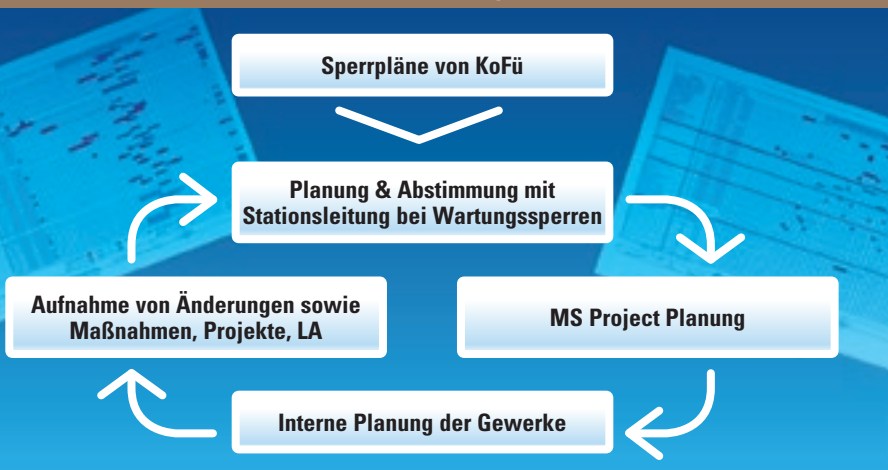 Sperrpläne von KoFü
Planung & Abstimmung mit
Stationsleitung bei Wartungssperren
Aufnahme von Änderungen sowie
Maßnahmen, Projekte, LA
MS Project Planung
Interne Planung der Gewerke